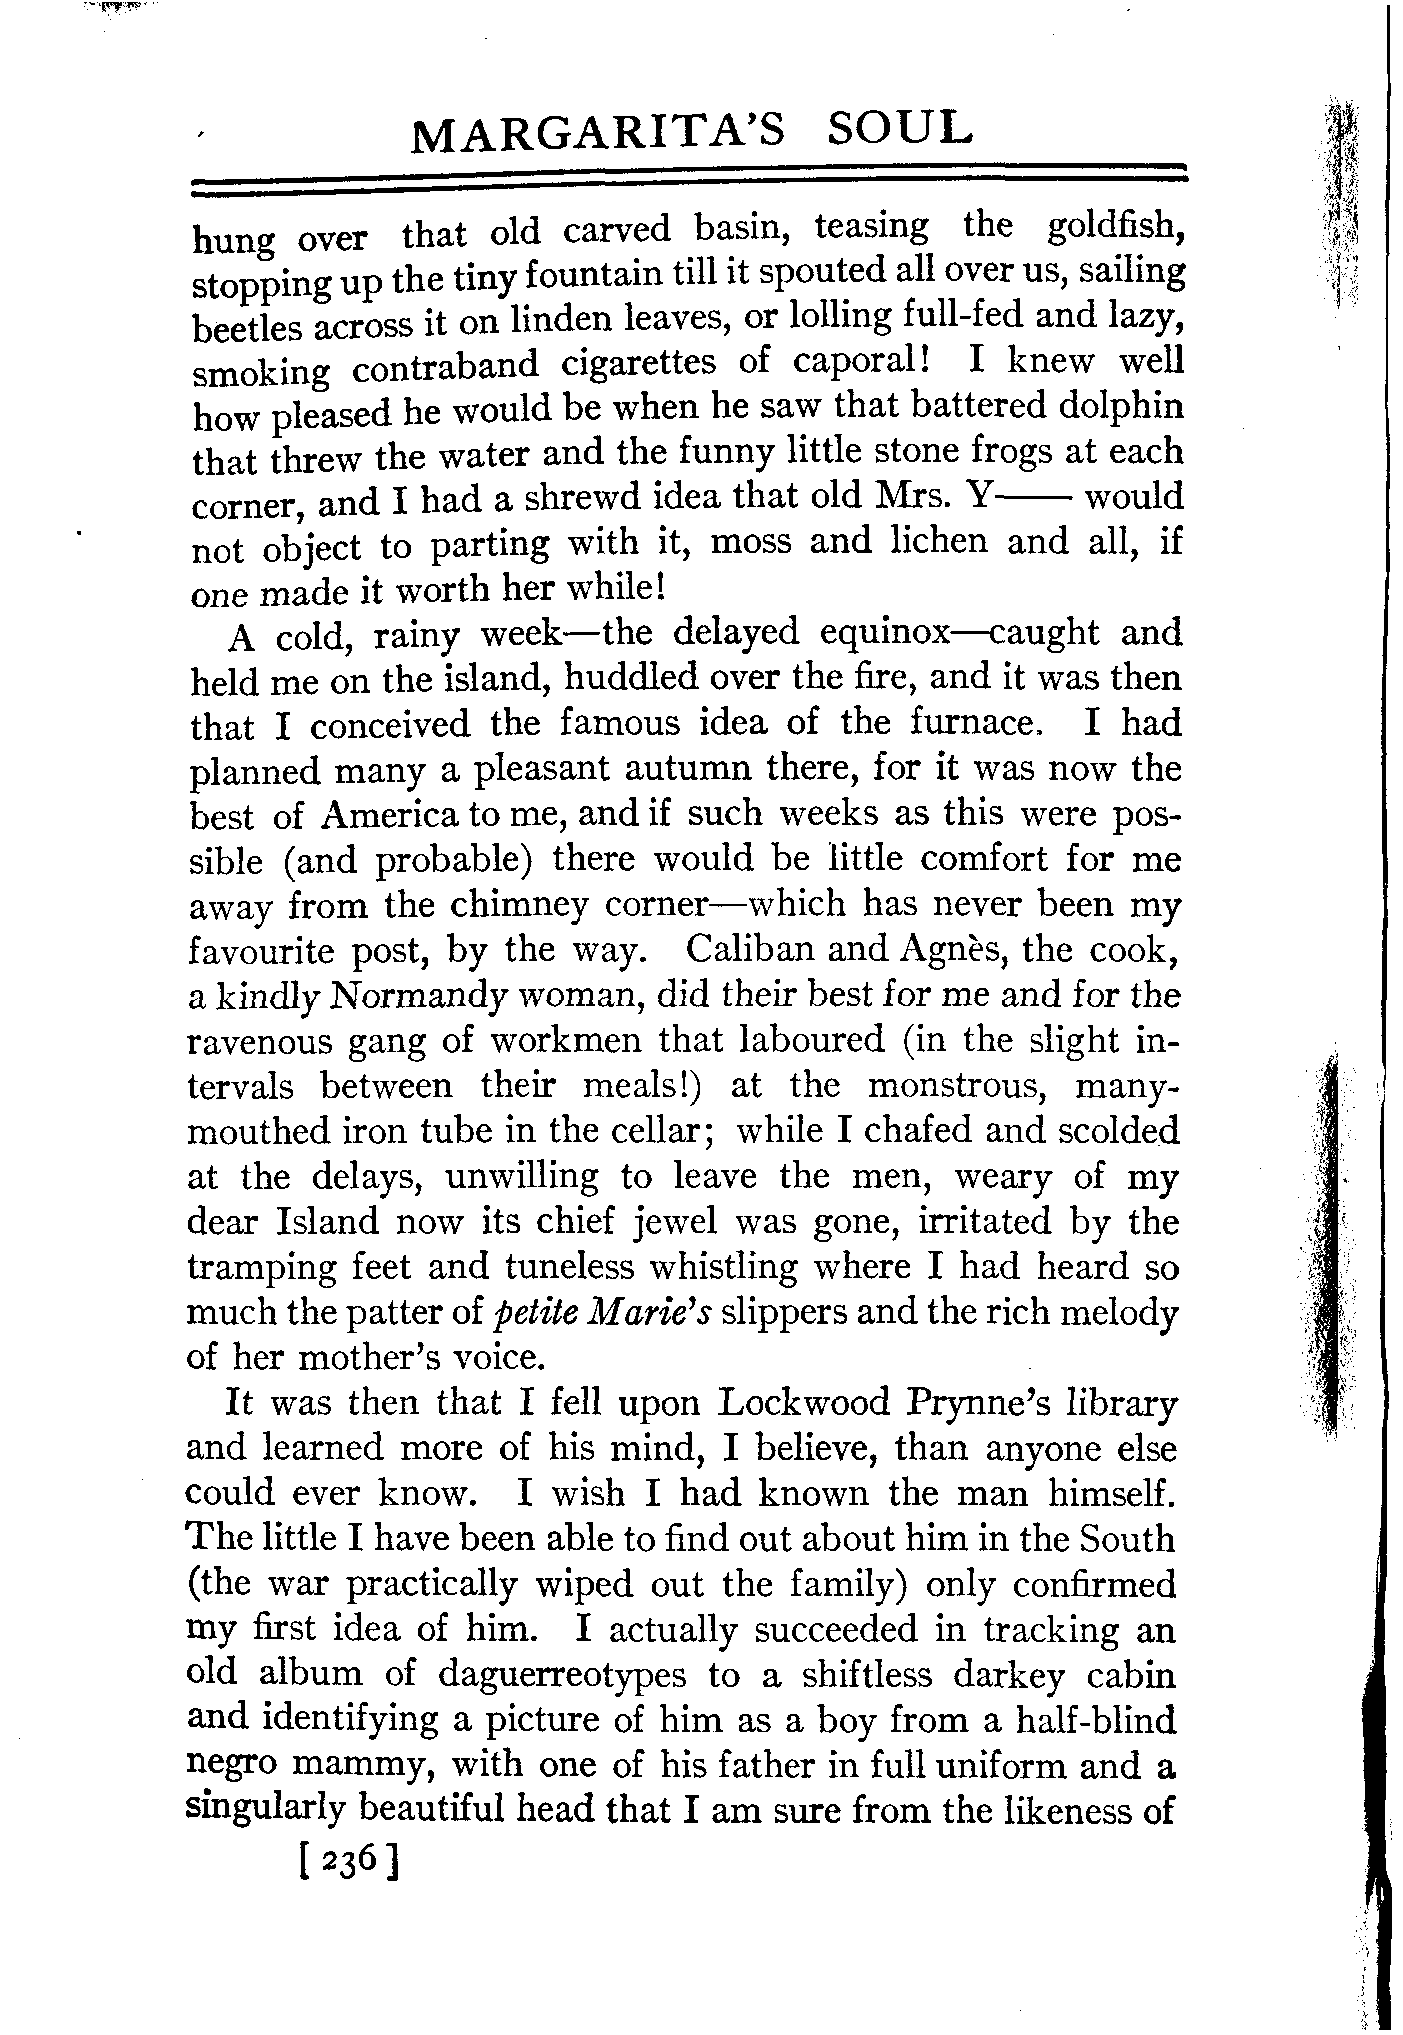 MARGARITA'S SOUL
hung over that old carved basin, teasing the goldfish,
stopping up the tiny fountain till it spouted all over us, sailing
beetles across it on linden leaves, or lolling full-fed and lazy,
smoking contraband cigarettes of caporal! I knew well
how pleased he would be when he saw that battered dolphin
that threw the water and the funny little stone frogs at each
corner, and I had a shrewd idea that old Mrs. Y—— would
not object to parting with it, moss and lichen and all, if
one made it worth her while!
A cold, rainy week—the delayed equinox—caught and
held me on the island, huddled over the fire, and it was then
that I conceived the famous idea of the furnace. I had
planned many a pleasant autumn there, for it was now the
best of America to me, and if such weeks as this were pos-
sible (and probable) there would be little comfort for me
away from the chimney corner—which has never been my
favourite post, by the way. Caliban and Agnès, the cook,
a kindly Normandy woman, did their best for me and for the
ravenous gang of workmen that laboured (in the slight in-
tervals between their meals!) at the monstrous, many-
mouthed iron tube in the cellar; while I chafed and scolded
at the delays, unwilling to leave the men, weary of my
dear Island now its chief jewel was gone, irritated by the
tramping feet and tuneless whistling where I had heard so
much the patter of petite Marie's slippers and the rich melody
of her mother's voice.
It was then that I fell upon Lockwood Prynne's library
and learned more of his mind, I believe, than anyone else
could ever know. I wish I had known the man himself.
The little I have been able to find out about him in the South
(the war practically wiped out the family) only confirmed
my first idea of him. I actually succeeded in tracking an
old album of daguerreotypes to a shiftless darkey cabin
and identifying a picture of him as a boy from a half-blind
negro mammy, with one of his father in full uniform and a
singularly beautiful head that I am sure from the likeness of
[ 236 ]